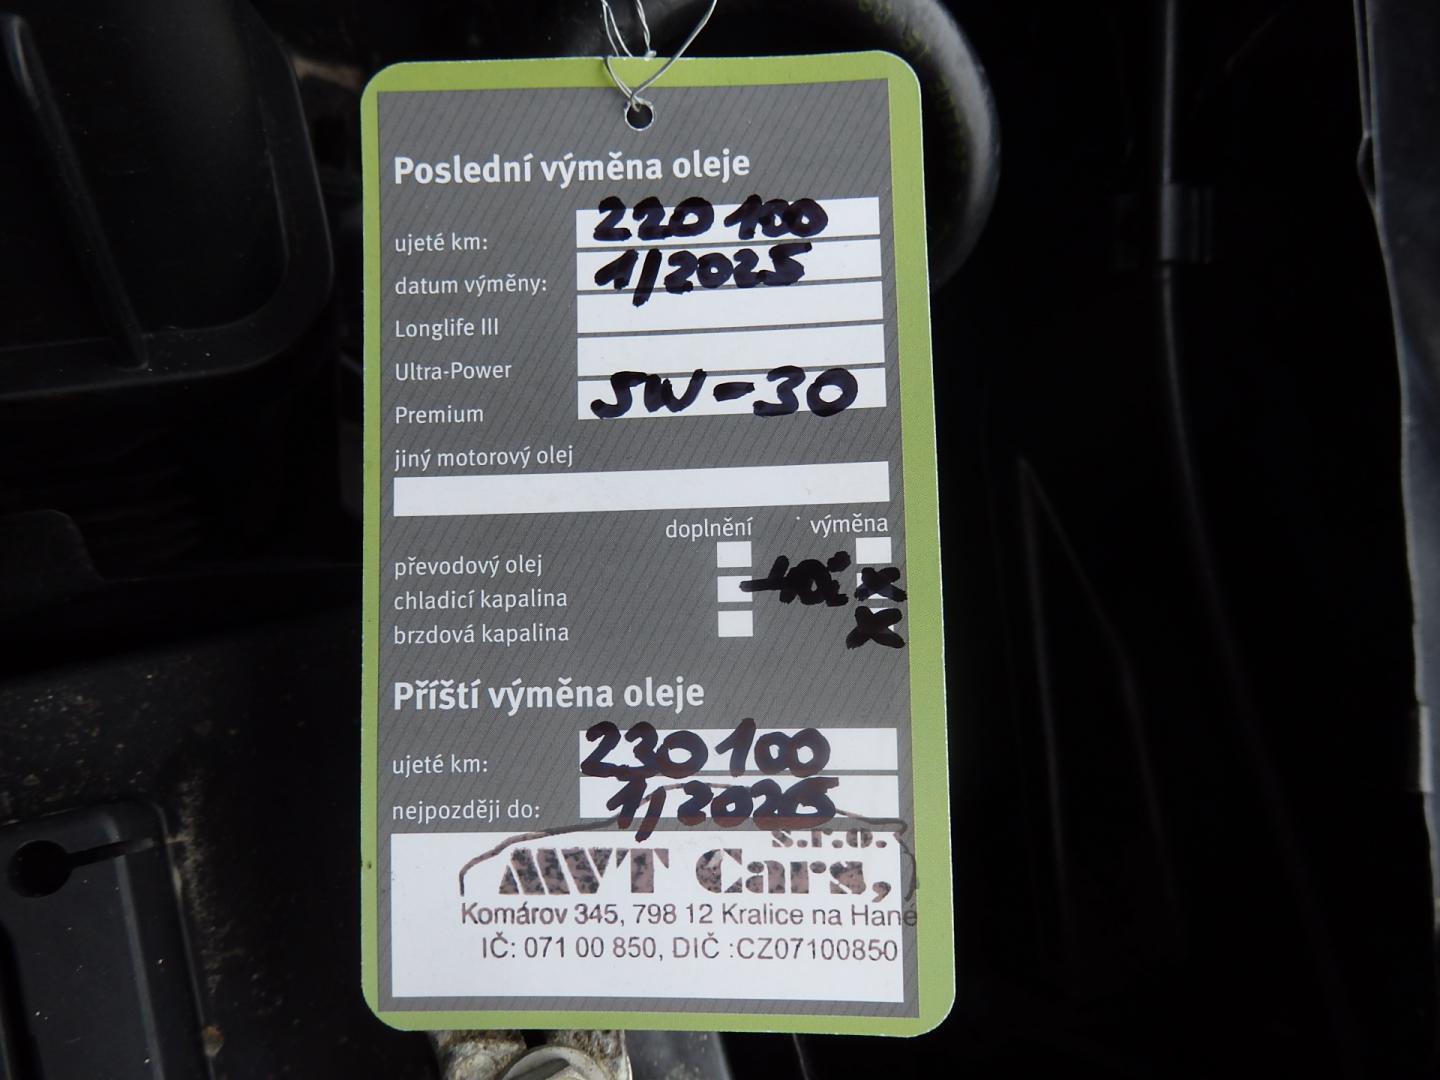 Poslední výměna oleje
ujeté km: 220 100
datum výměny: 1/2025
Longlife III
Ultra-Power
Premium 5W-30
jiný motorový olej
doplnění výměna
převodový olej
chladicí kapalina X
brzdová kapalina X
Příští výměna oleje
ujeté km: 230 100
nejpozději do: 1/2026
s.r.o.
MVT Cars,
Komárov 345, 798 12 Kralice na Hané
IČ: 071 00 850, DIČ :CZ07100850